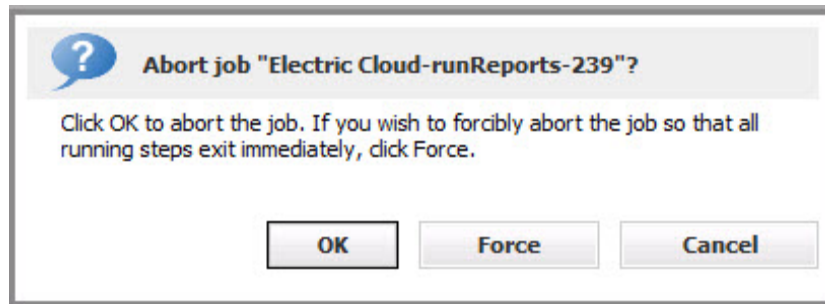 Abort job "Electric Cloud-runReports-239"?
Click OK to abort the job. If you wish to forcibly abort the job so that all
running steps exit immediately, click Force.
OK Force Cancel